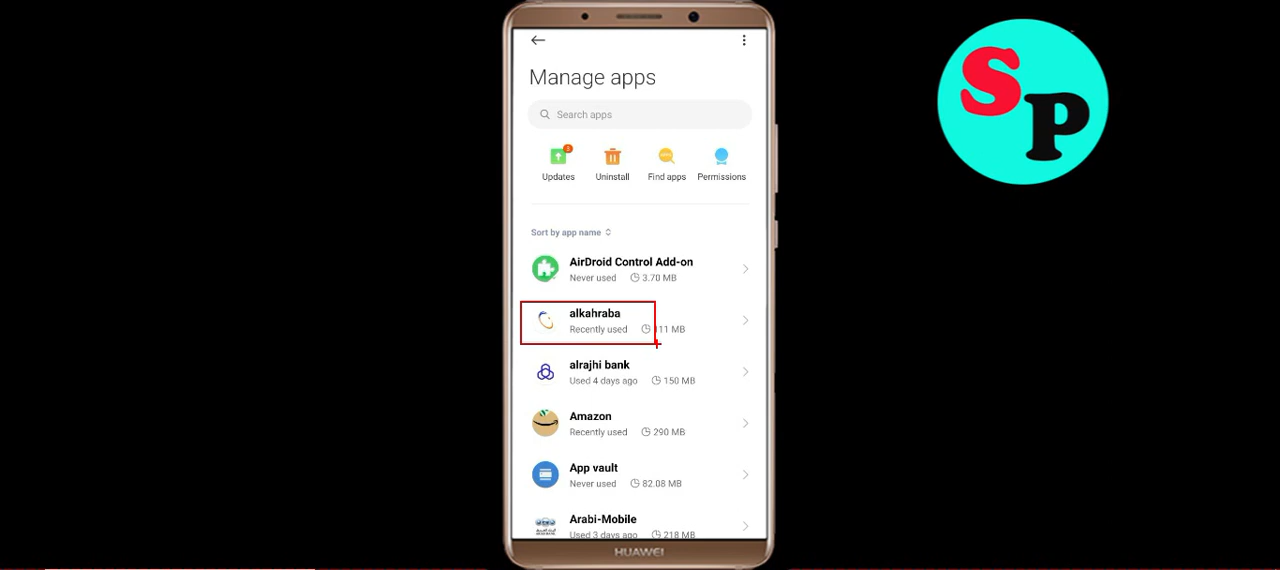 Manage apps
Search apps
Updates
Uninstall
Find apps
Permissions
Sort by app name
AirDroid Control Add-on
Never used 3.70 MB
alkahraba
Recently used 111 MB
alrajhi bank
Used 4 days ago 150 MB
Amazon
Recently used 290 MB
App vault
Never used 82.08 MB
Arabi-Mobile
Used 3 days ago 218 MB
HUAWEI
SP